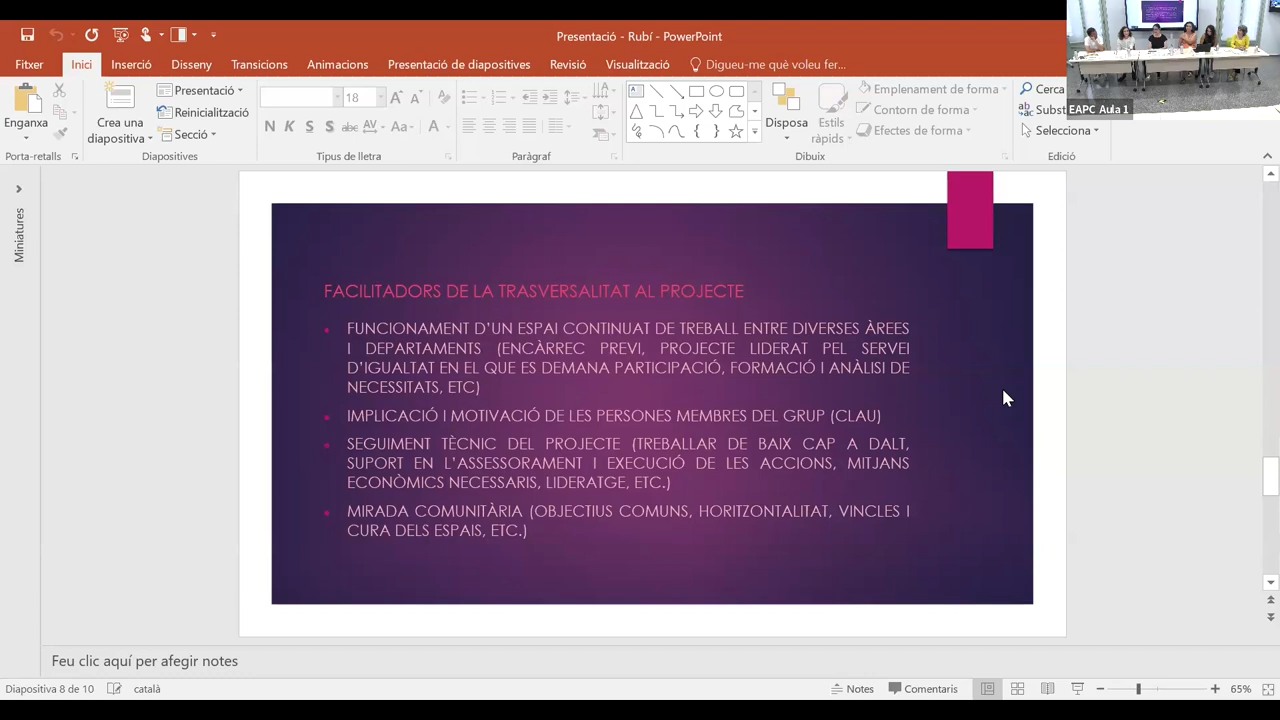 Presentació - Rubí - PowerPoint
Fitxer Inici Inserció Disseny Transicions Animacions Presentació de diapositives Revisió Visualització Digueu-me què voleu fer...
Enganxa
Porta-retalls
Crea una diapositiva
Presentació
Reinicialització
Secció
Diapositives
18
N K S S abc AV Aa A
Tipus de lletra
Paràgraf
Disposa
Estils ràpids
Emplenament de forma
Contorn de forma
Efectes de forma
Dibuix
Cerca
Subst
Selecciona
Edició
EAPC Aula 1
Miniatures
FACILITADORS DE LA TRASVERSALITAT AL PROJECTE
FUNCIONAMENT D'UN ESPAI CONTINUAT DE TREBALL ENTRE DIVERSES ÀREES
I DEPARTAMENTS (ENCÀRREC PREVI, PROJECTE LIDERAT PEL SERVEI
D'IGUALTAT EN EL QUE ES DEMANA PARTICIPACIÓ, FORMACIÓ I ANÀLISI DE
NECESSITATS, ETC)
IMPLICACIÓ I MOTIVACIÓ DE LES PERSONES MEMBRES DEL GRUP (CLAU)
SEGUIMENT TÈCNIC DEL PROJECTE (TREBALLAR DE BAIX CAP A DALT,
SUPORT EN L'ASSESSORAMENT I EXECUCIÓ DE LES ACCIONS, MITJANS
ECONÒMICS NECESSARIS, LIDERATGE, ETC.)
MIRADA COMUNITÀRIA (OBJECTIUS COMUNS, HORITZONTALITAT, VINCLES I
CURA DELS ESPAIS, ETC.)
Feu clic aquí per afegir notes
Diapositiva 8 de 10 català Notes Comentaris 65%